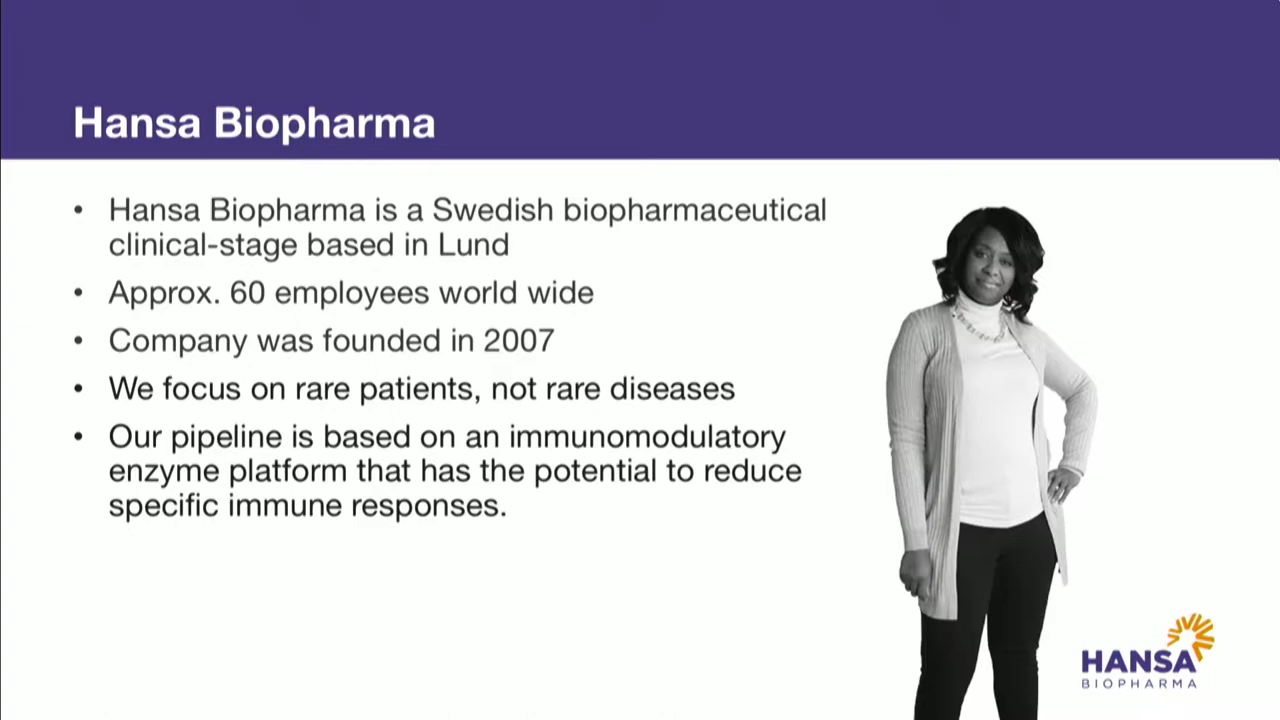 Hansa Biopharma
• Hansa Biopharma is a Swedish biopharmaceutical
clinical-stage based in Lund
• Approx. 60 employees world wide
• Company was founded in 2007
• We focus on rare patients, not rare diseases
• Our pipeline is based on an immunomodulatory
enzyme platform that has the potential to reduce
specific immune responses.
HANSA
BIOPHARMA